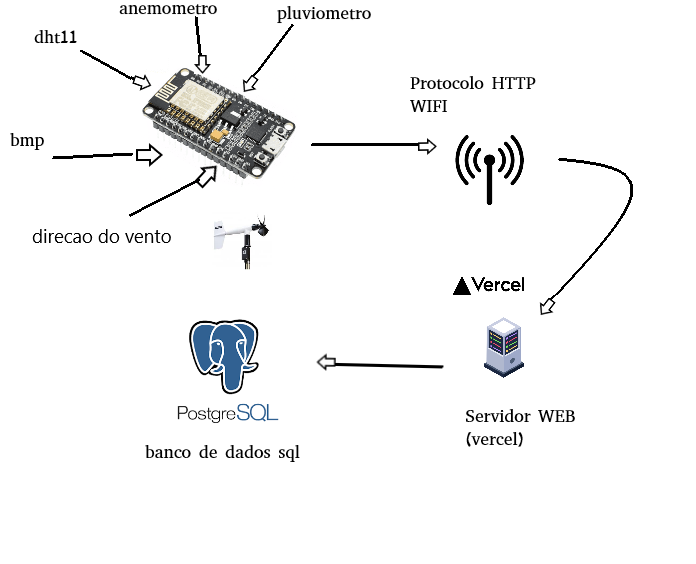 anemometro
pluviometro
dht11
Protocolo HTTP
WIFI
bmp
direcao do vento
Vercel
PostgreSQL
Servidor WEB
(vercel)
banco de dados sql